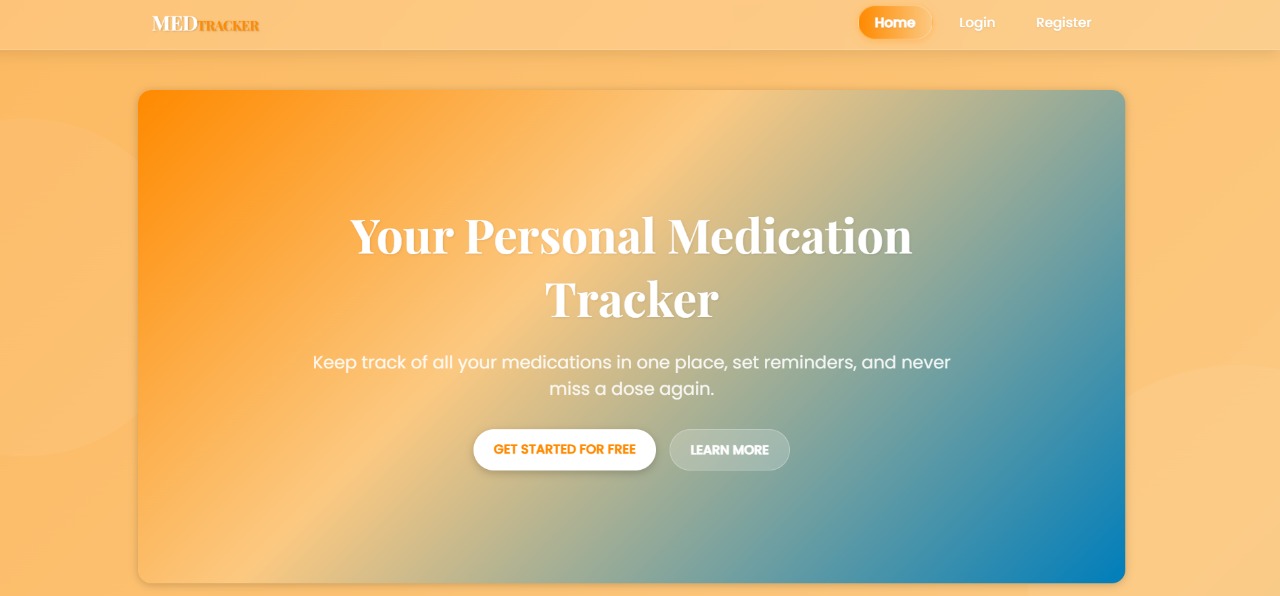 MEDTRACKER
Home Login Register
Your Personal Medication
Tracker
Keep track of all your medications in one place, set reminders, and never
miss a dose again.
GET STARTED FOR FREE LEARN MORE